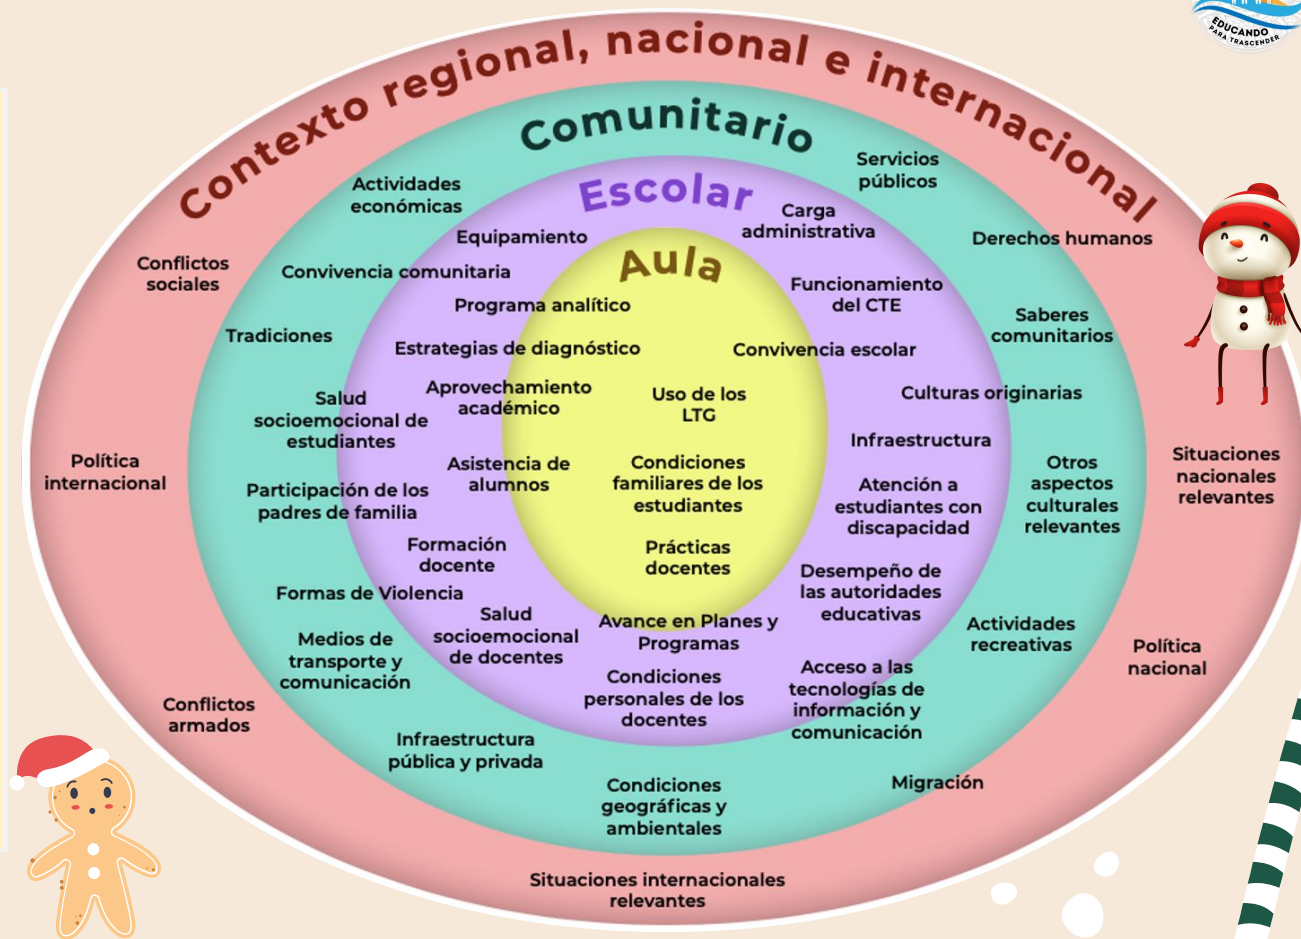 EDUCANDO
PARA TRASCENDER
Contexto regional, nacional e internacional
Comunitario
Escolar
Aula
Servicios
públicos
Actividades
económicas
Carga
administrativa
Equipamiento
Derechos humanos
Conflictos
sociales
Convivencia comunitaria
Funcionamiento
del CTE
Programa analítico
Saberes
comunitarios
Tradiciones
Estrategias de diagnóstico
Convivencia escolar
Aprovechamiento
académico
Uso de los
LTG
Culturas originarias
Salud
socioemocional de
estudiantes
Infraestructura
Política
internacional
Asistencia de
alumnos
Condiciones
familiares de los
estudiantes
Atención a
estudiantes con
discapacidad
Otros
aspectos
culturales
relevantes
Situaciones
nacionales
relevantes
Participación de los
padres de familia
Formación
docente
Prácticas
docentes
Desempeño de
las autoridades
educativas
Formas de Violencia
Salud
socioemocional
de docentes
Avance en Planes y
Programas
Actividades
recreativas
Medios de
transporte y
comunicación
Política
nacional
Condiciones
personales de los
docentes
Acceso a las
tecnologías de
información y
comunicación
Conflictos
armados
Infraestructura
pública y privada
Condiciones
geográficas y
ambientales
Migración
Situaciones internacionales
relevantes